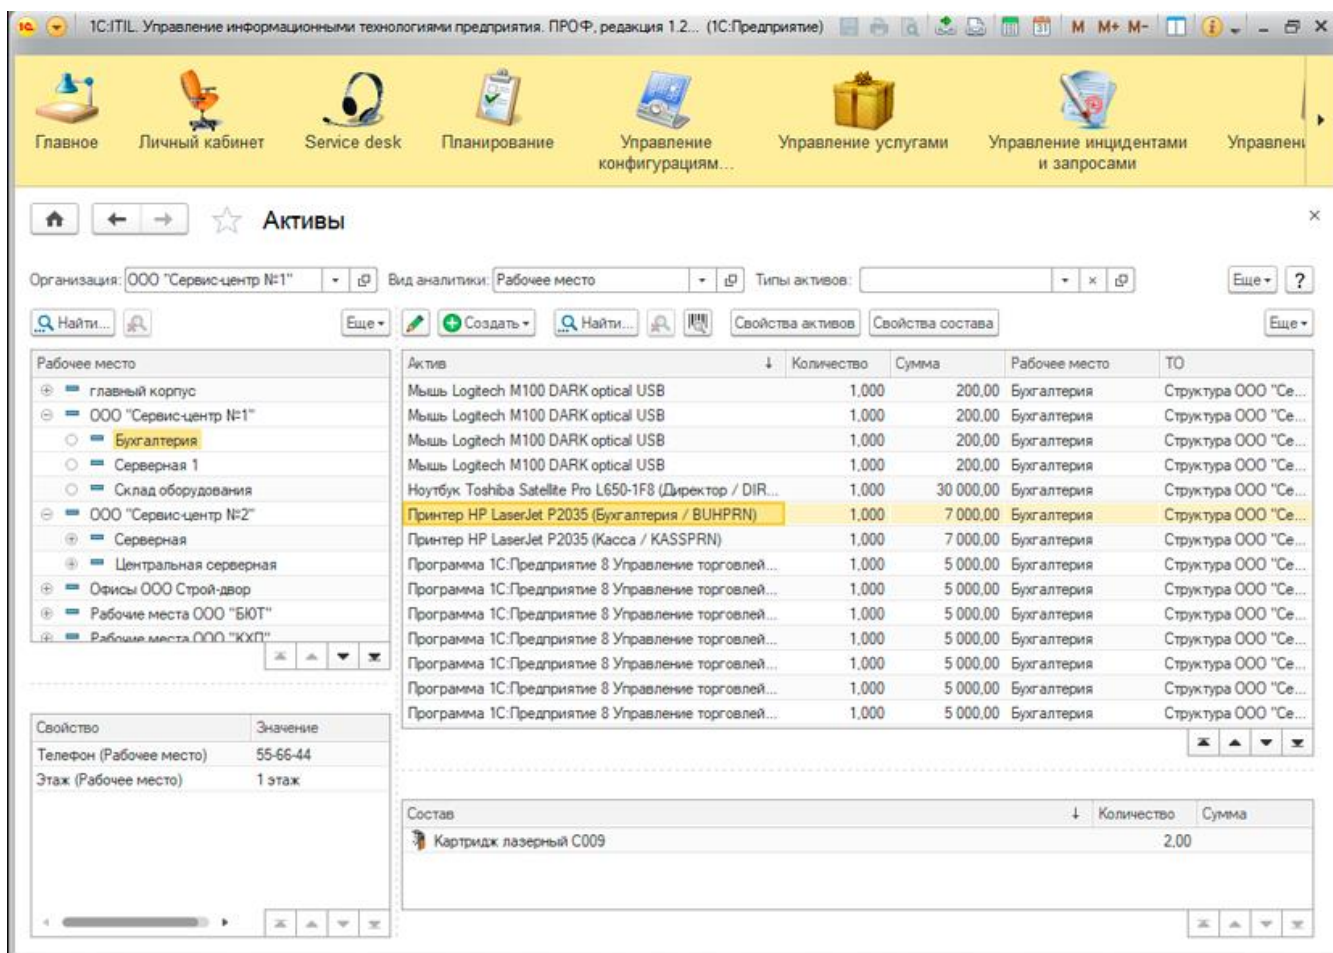 1С:ITIL. Управление информационными технологиями предприятия. ПРОФ, редакция 1.2... (1С:Предприятие) M M+ M-
Главное Личный кабинет Service desk Планирование Управление конфигурациям... Управление услугами Управление инцидентами и запросами Управлени
Активы
Организация: ООО "Сервис-центр №1" Вид аналитики: Рабочее место Типы активов: Еще ?
Найти... Еще Создать Найти... Свойства активов Свойства состава Еще
Рабочее место
главный корпус
ООО "Сервис-центр №1"
Бухгалтерия
Серверная 1
Склад оборудования
ООО "Сервис-центр №2"
Серверная
Центральная серверная
Офисы ООО Строй-двор
Рабочие места ООО "БЮТ"
Рабочие места ООО "КХП"
Актив Количество Сумма Рабочее место ТО
Мышь Logitech M100 DARK optical USB 1,000 200,00 Бухгалтерия Структура ООО "Се...
Мышь Logitech M100 DARK optical USB 1,000 200,00 Бухгалтерия Структура ООО "Се...
Мышь Logitech M100 DARK optical USB 1,000 200,00 Бухгалтерия Структура ООО "Се...
Мышь Logitech M100 DARK optical USB 1,000 200,00 Бухгалтерия Структура ООО "Се...
Ноутбук Toshiba Satellite Pro L650-1F8 (Директор / DIR... 1,000 30 000,00 Бухгалтерия Структура ООО "Се...
Принтер HP LaserJet P2035 (Бухгалтерия / BUHPRN) 1,000 7 000,00 Бухгалтерия Структура ООО "Се...
Принтер HP LaserJet P2035 (Касса / KASSPRN) 1,000 7 000,00 Бухгалтерия Структура ООО "Се...
Программа 1С:Предприятие 8 Управление торговлей... 1,000 5 000,00 Бухгалтерия Структура ООО "Се...
Программа 1С:Предприятие 8 Управление торговлей... 1,000 5 000,00 Бухгалтерия Структура ООО "Се...
Программа 1С:Предприятие 8 Управление торговлей... 1,000 5 000,00 Бухгалтерия Структура ООО "Се...
Программа 1С:Предприятие 8 Управление торговлей... 1,000 5 000,00 Бухгалтерия Структура ООО "Се...
Программа 1С:Предприятие 8 Управление торговлей... 1,000 5 000,00 Бухгалтерия Структура ООО "Се...
Программа 1С:Предприятие 8 Управление торговлей... 1,000 5 000,00 Бухгалтерия Структура ООО "Се...
Программа 1С:Предприятие 8 Управление торговлей... 1,000 5 000,00 Бухгалтерия Структура ООО "Се...
Свойство Значение
Телефон (Рабочее место) 55-66-44
Этаж (Рабочее место) 1 этаж
Состав Количество Сумма
Картридж лазерный С009 2,00